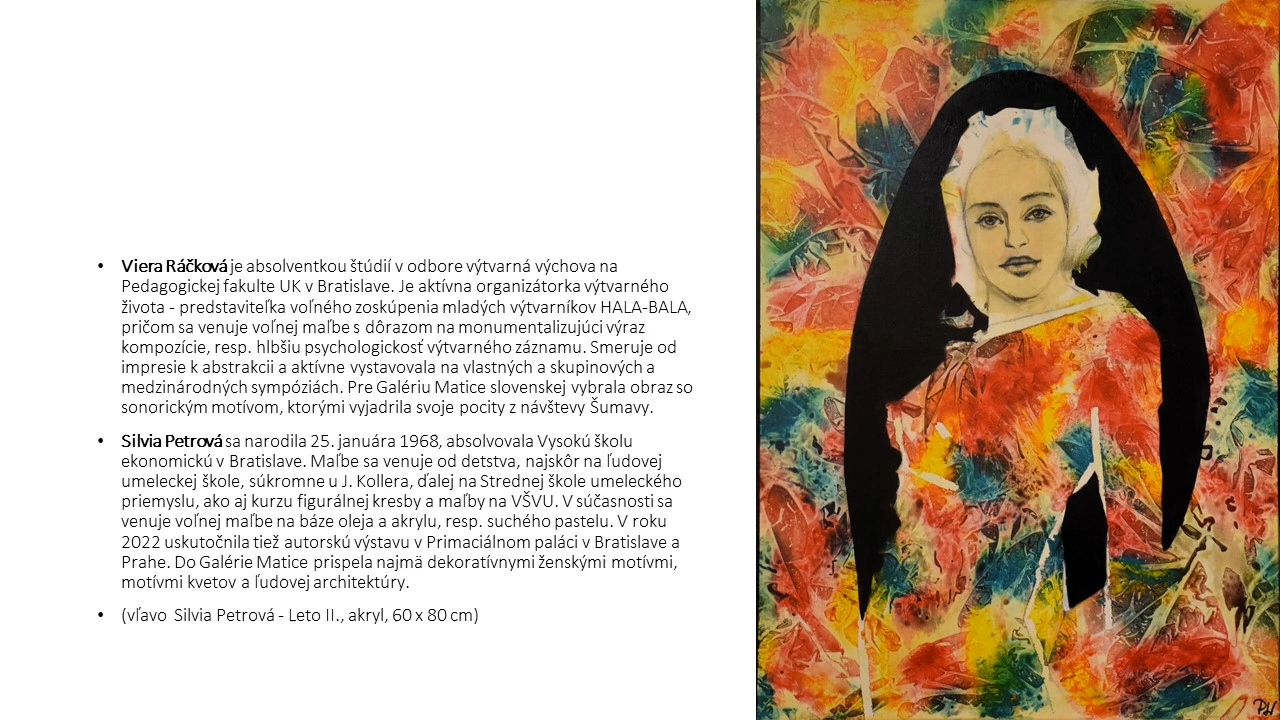 • Viera Ráčková je absolventkou štúdií v odbore výtvarná výchova na
Pedagogickej fakulte UK v Bratislave. Je aktívna organizátorka výtvarného
života - predstaviteľka voľného zoskúpenia mladých výtvarníkov HALA-BALA,
pričom sa venuje voľnej maľbe s dôrazom na monumentalizujúci výraz
kompozície, resp. hlbšiu psychologickosť výtvarného záznamu. Smeruje od
impresie k abstrakcii a aktívne vystavovala na vlastných a skupinových a
medzinárodných sympóziách. Pre Galériu Matice slovenskej vybrala obraz so
sonorickým motívom, ktorými vyjadrila svoje pocity z návštevy Šumavy.
• Silvia Petrová sa narodila 25. januára 1968, absolvovala Vysokú školu
ekonomickú v Bratislave. Maľbe sa venuje od detstva, najskôr na ľudovej
umeleckej škole, súkromne u J. Kollera, ďalej na Strednej škole umeleckého
priemyslu, ako aj kurzu figurálnej kresby a maľby na VŠVU. V súčasnosti sa
venuje voľnej maľbe na báze oleja a akrylu, resp. suchého pastelu. V roku
2022 uskutočnila tiež autorskú výstavu v Primaciálnom paláci v Bratislave a
Prahe. Do Galérie Matice prispela najmä dekoratívnymi ženskými motívmi,
motívmi kvetov a ľudovej architektúry.
• (vľavo Silvia Petrová - Leto II., akryl, 60 x 80 cm)